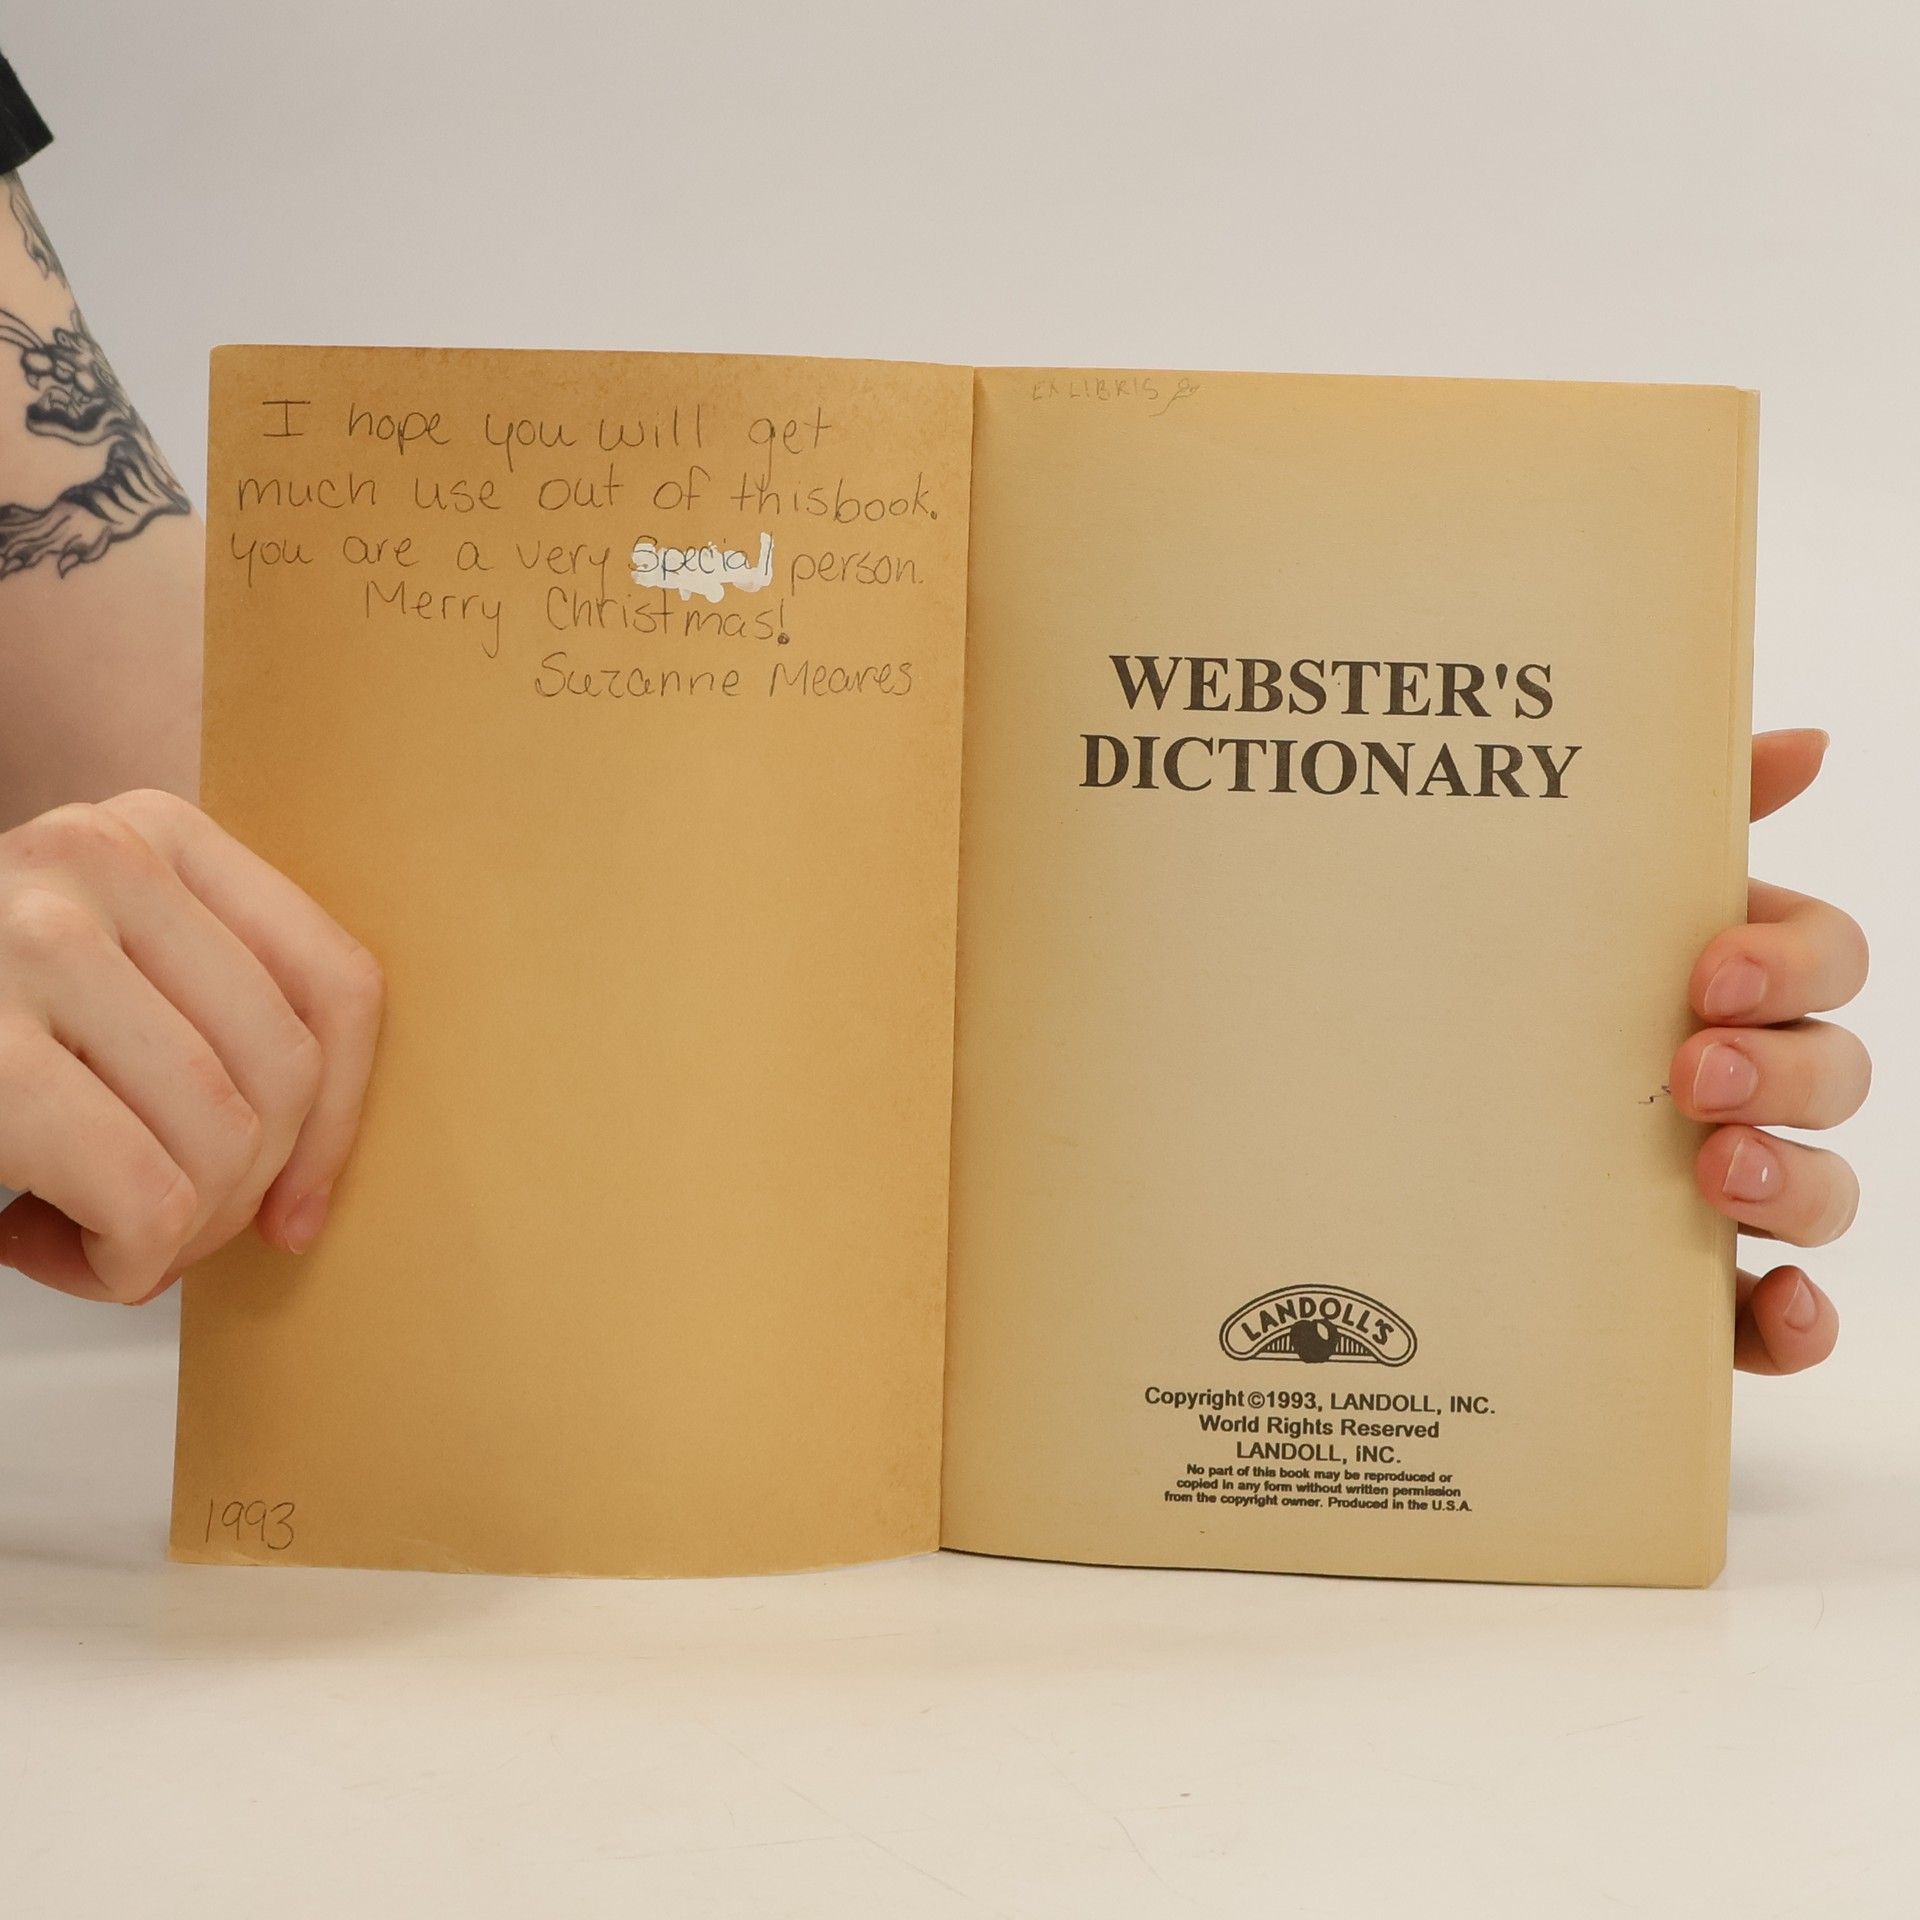 I hope you will get
much use out of thisbook.
you are a very special person.
Merry Christmas!
Suzanne Meares
1993
EX LIBRIS
WEBSTER'S
DICTIONARY
LANDOLL'S
Copyright ©1993, LANDOLL, INC.
World Rights Reserved
LANDOLL, iNC.
No part of this book may be reproduced or
copied in any form without written permission
from the copyright owner. Produced in the U.S.A.